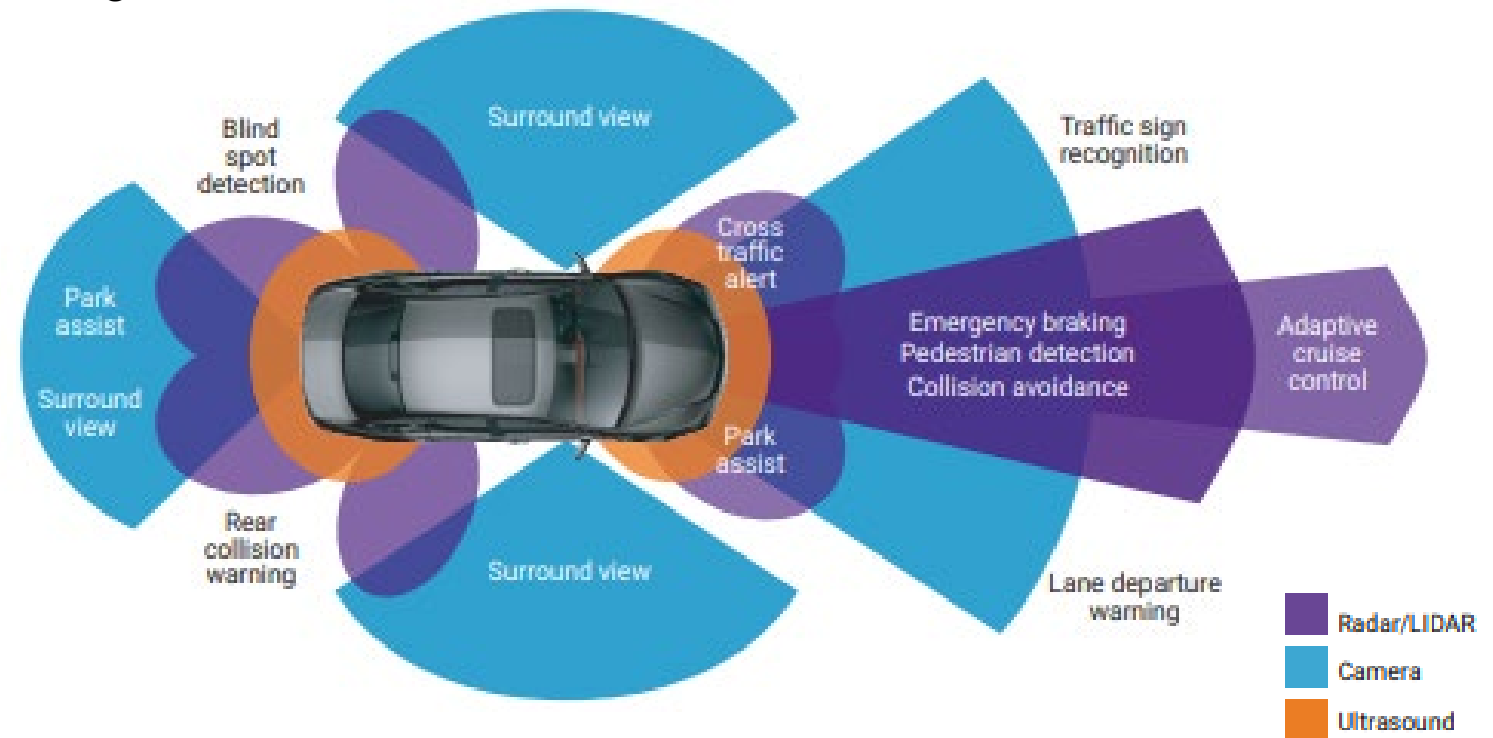 Surround view
Blind
spot
detection
Traffic sign
recognition
Cross
traffic
alert
Park
assist
Surround
view
Emergency braking
Pedestrian detection
Collision avoidance
Adaptive
cruise
control
Park
assist
Rear
collision
warning
Surround view
Lane departure
warning
Radar/LIDAR
Camera
Ultrasound